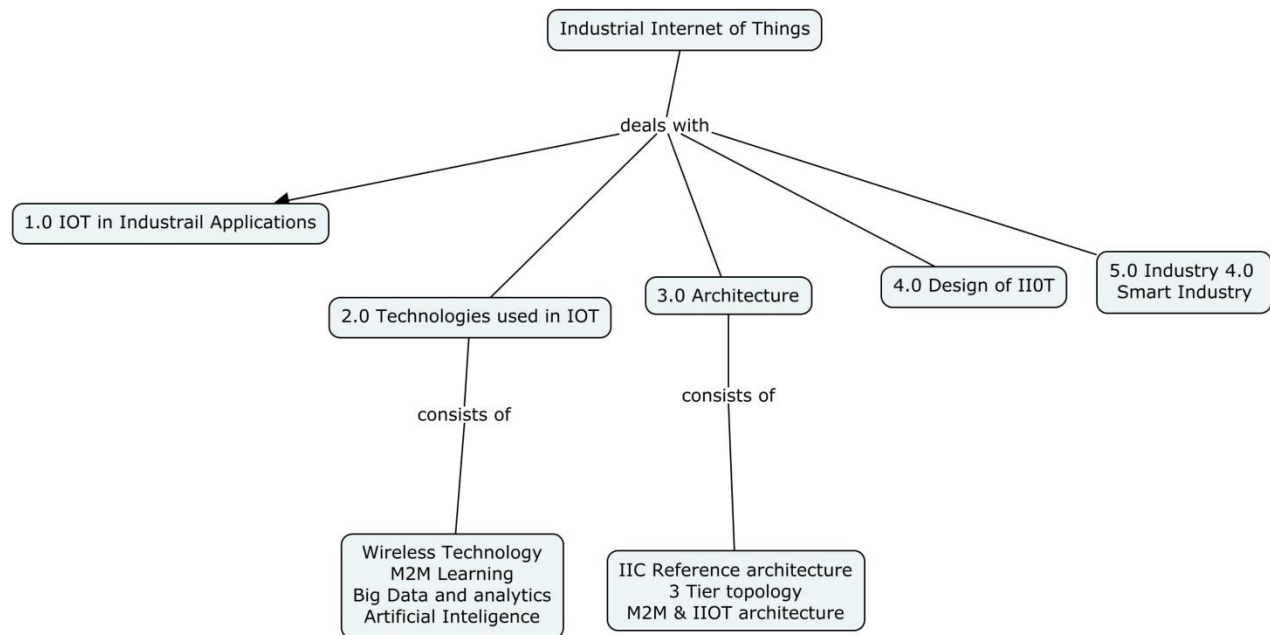 Industrial Internet of Things
deals with
1.0 IOT in Industrail Applications
2.0 Technologies used in IOT
3.0 Architecture
4.0 Design of II0T
5.0 Industry 4.0
Smart Industry
consists of
consists of
Wireless Technology
M2M Learning
Big Data and analytics
Artificial Inteligence
IIC Reference architecture
3 Tier topology
M2M & IIOT architecture